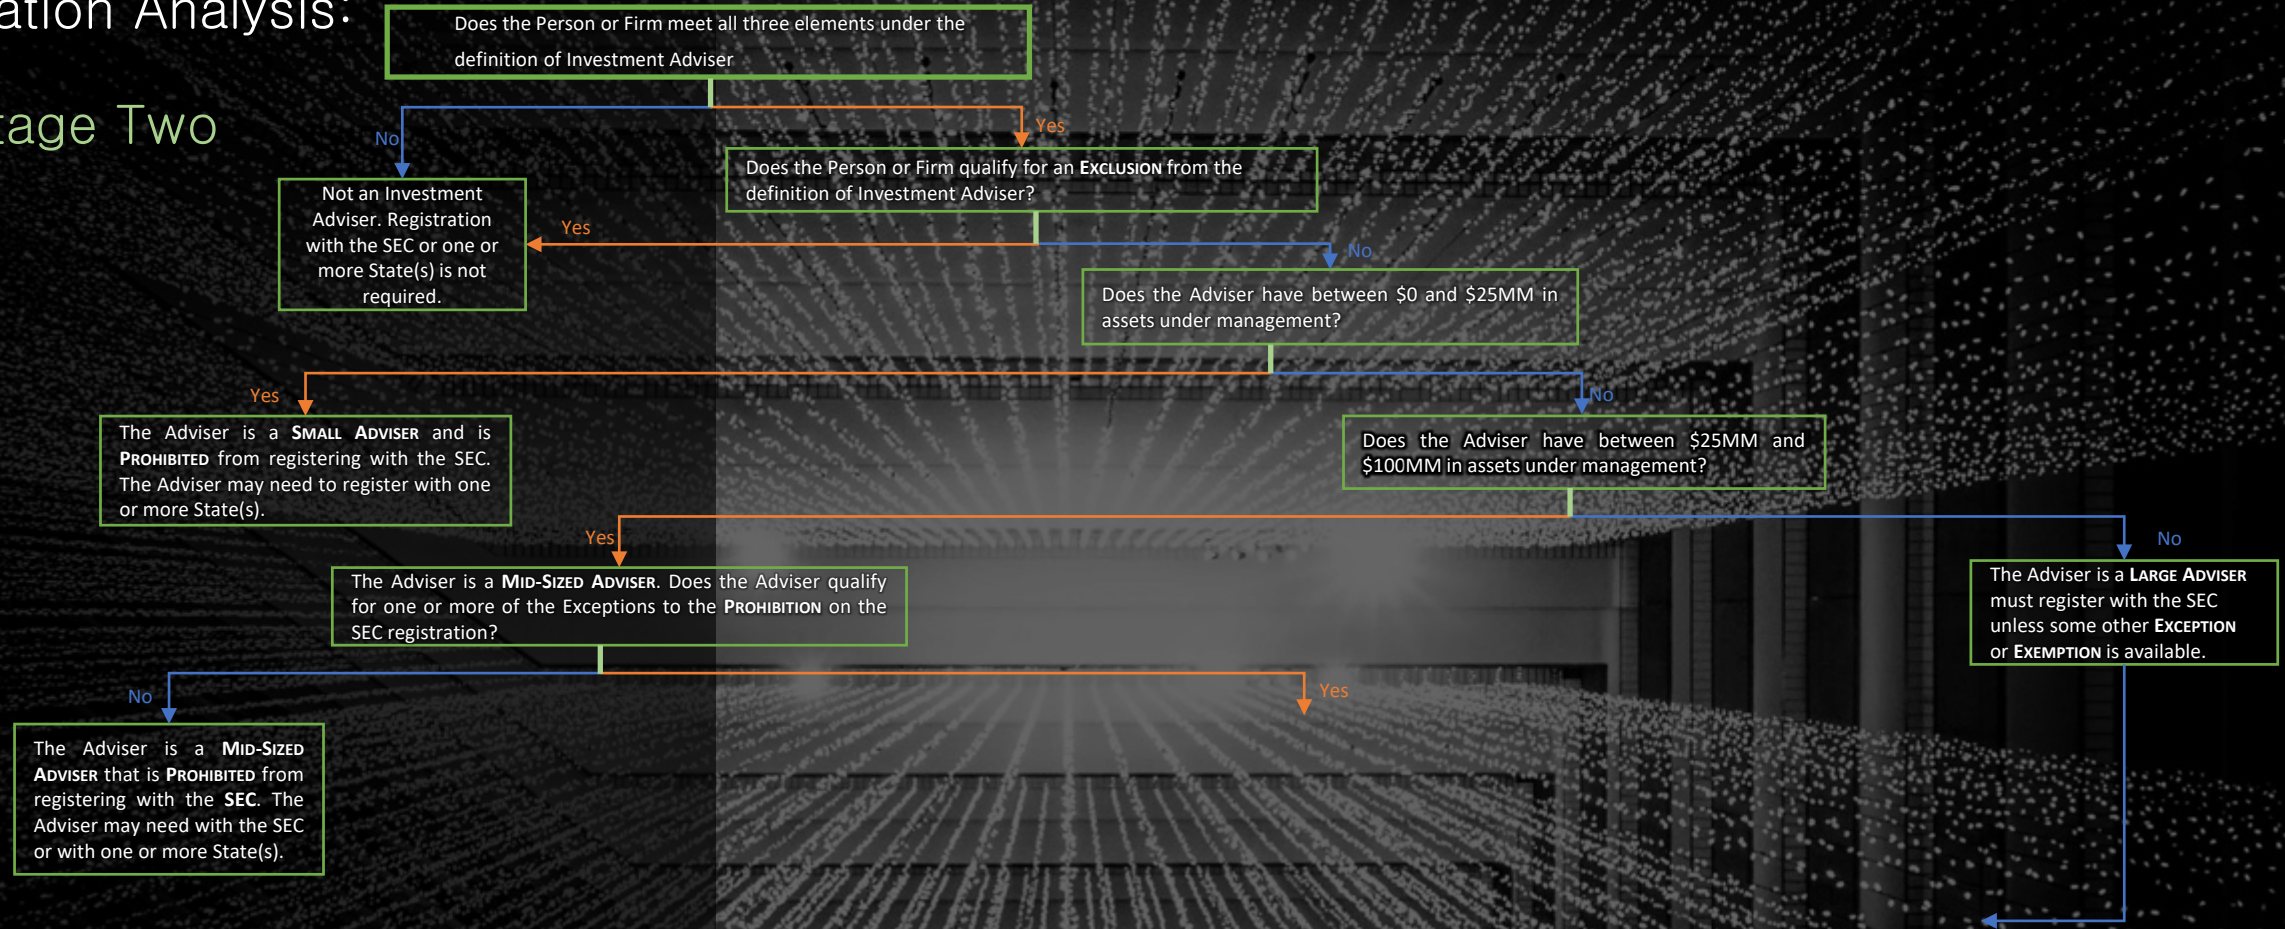 ation Analysis:
tage Two
Does the Person or Firm meet all three elements under the
definition of Investment Adviser
No
Yes
Does the Person or Firm qualify for an EXCLUSION from the
definition of Investment Adviser?
Not an Investment
Adviser. Registration
with the SEC or one or
more State(s) is not
required.
Yes
No
Does the Adviser have between $0 and $25MM in
assets under management?
Yes
No
The Adviser is a SMALL ADVISER and is
PROHIBITED from registering with the SEC.
The Adviser may need to register with one
or more State(s).
Does the Adviser have between $25MM and
$100MM in assets under management?
Yes
No
The Adviser is a MID-SIZED ADVISER. Does the Adviser qualify
for one or more of the Exceptions to the PROHIBITION on the
SEC registration?
The Adviser is a LARGE ADVISER
must register with the SEC
unless some other EXCEPTION
or EXEMPTION is available.
No
Yes
The Adviser is a MID-SIZED
ADVISER that is PROHIBITED from
registering with the SEC. The
Adviser may need with the SEC
or with one or more State(s).